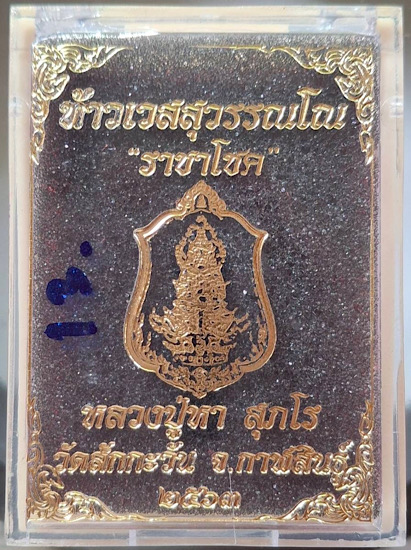 ท้าวเวสสุวรรณโณ
"ราชาโชค"
หลวงปู่หา สุภโร
วัดสักกะวัน จ.กาฬสินธุ์
๒๕๖๓